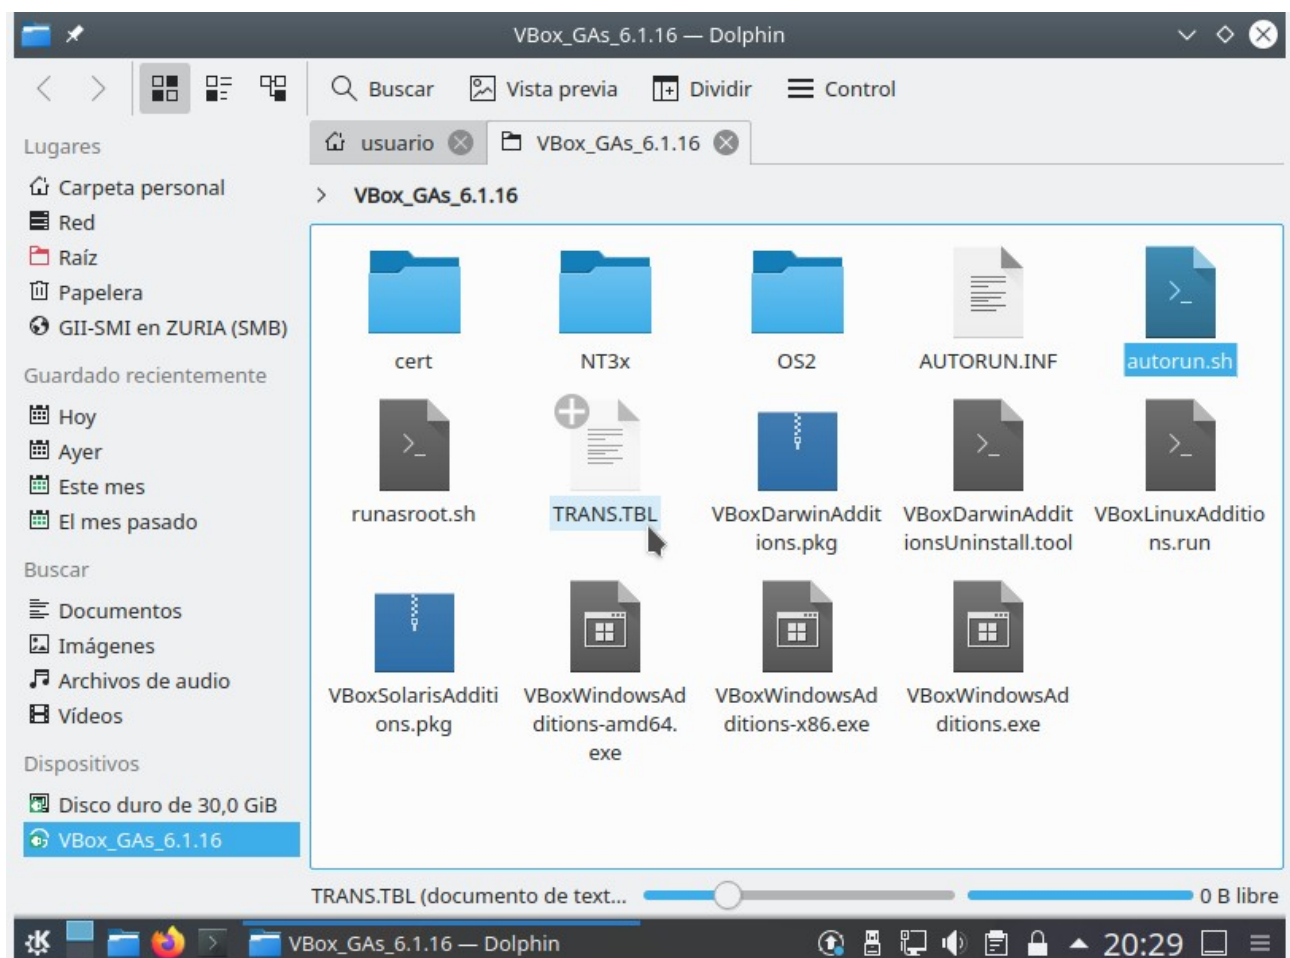 VBox_GAs_6.1.16 — Dolphin
Buscar
Vista previa
Dividir
Control
Lugares
usuario
VBox_GAs_6.1.16
Carpeta personal
Red
Raíz
Papelera
GII-SMI en ZURIA (SMB)
Guardado recientemente
Hoy
Ayer
Este mes
El mes pasado
Buscar
Documentos
Imágenes
Archivos de audio
Vídeos
Dispositivos
Disco duro de 30,0 GiB
VBox_GAs_6.1.16
> VBox_GAs_6.1.16
cert
NT3x
OS2
AUTORUN.INF
autorun.sh
runasroot.sh
TRANS.TBL
VBoxDarwinAddit
ions.pkg
VBoxDarwinAddit
ionsUninstall.tool
VBoxLinuxAdditio
ns.run
VBoxSolarisAdditi
ons.pkg
VBoxWindowsAd
ditions-amd64.
exe
VBoxWindowsAd
ditions-x86.exe
VBoxWindowsAd
ditions.exe
TRANS.TBL (documento de text...
0 B libre
VBox_GAs_6.1.16 — Dolphin
20:29